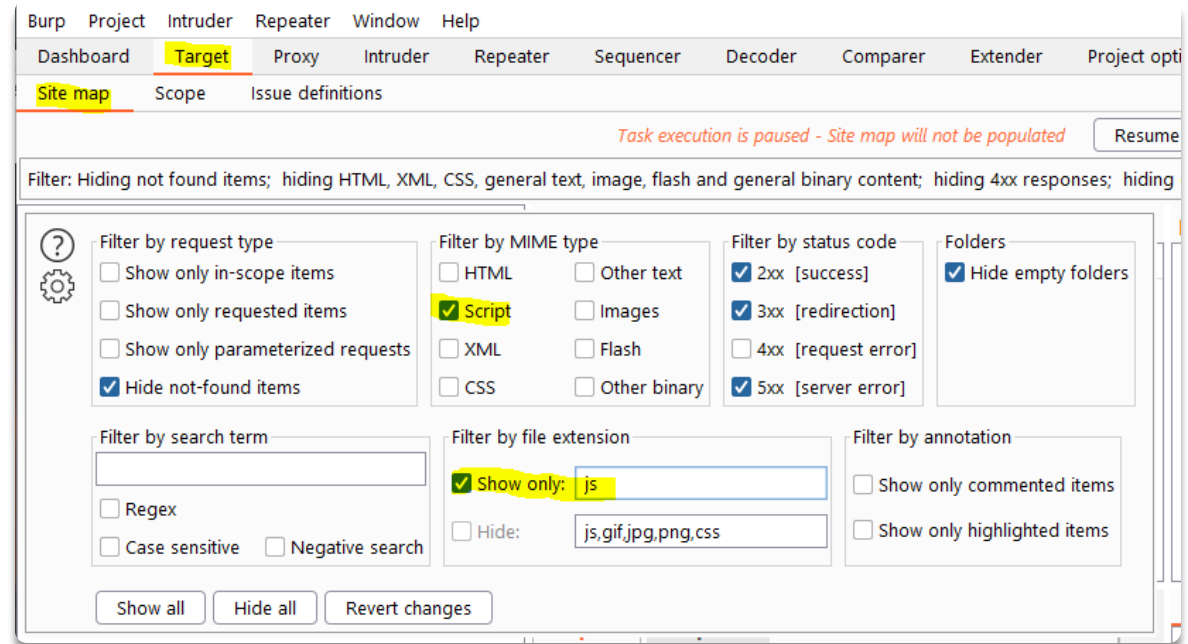 Burp Project Intruder Repeater Window Help
Dashboard Target Proxy Intruder Repeater Sequencer Decoder Comparer Extender Project opti
Site map Scope Issue definitions
Task execution is paused - Site map will not be populated Resume
Filter: Hiding not found items; hiding HTML, XML, CSS, general text, image, flash and general binary content; hiding 4xx responses; hiding
Filter by request type
Show only in-scope items
Show only requested items
Show only parameterized requests
Hide not-found items
Filter by MIME type
HTML Other text
Script Images
XML Flash
CSS Other binary
Filter by status code
2xx [success]
3xx [redirection]
4xx [request error]
5xx [server error]
Folders
Hide empty folders
Filter by search term
Regex
Case sensitive Negative search
Filter by file extension
Show only: js
Hide: js,gif,jpg,png,css
Filter by annotation
Show only commented items
Show only highlighted items
Show all Hide all Revert changes